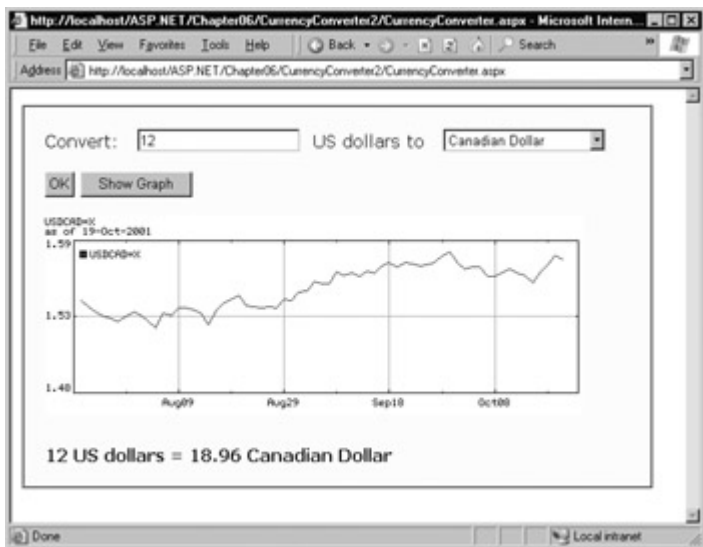 http://localhost/ASP.NET/Chapter06/CurrencyConverter2/CurrencyConverter.aspx - Microsoft Intern...
File Edit View Favorites Tools Help Back Search
Address http://localhost/ASP.NET/Chapter06/CurrencyConverter2/CurrencyConverter.aspx
Convert: 12 US dollars to Canadian Dollar
OK Show Graph
USDCAD=X
as of 19-Oct-2001
1.59
USDCAD=X
1.53
1.48
Aug09 Aug29 Sep18 Oct08
12 US dollars = 18.96 Canadian Dollar
Done Local intranet